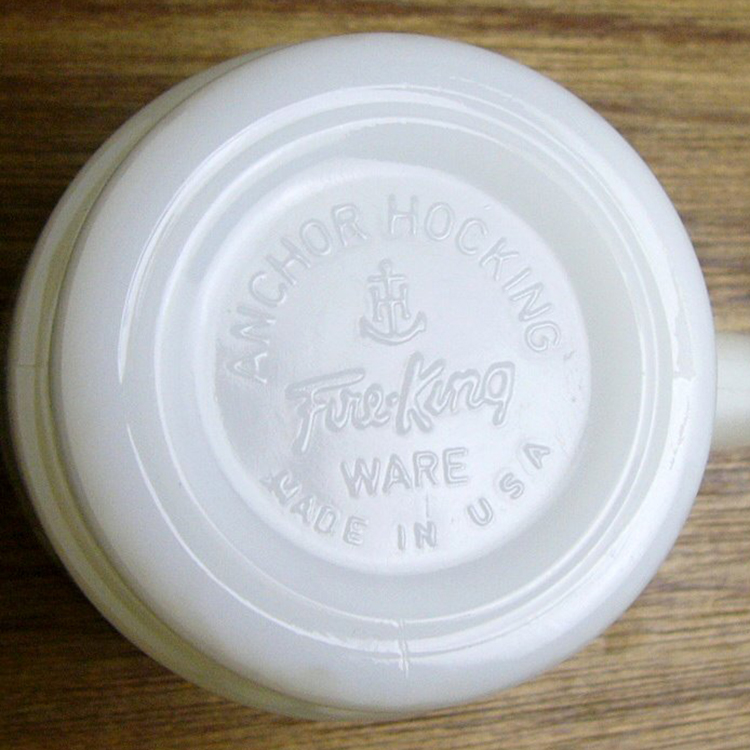 ANCHOR HOCKING
H
Fire-King
WARE
MADE IN USA